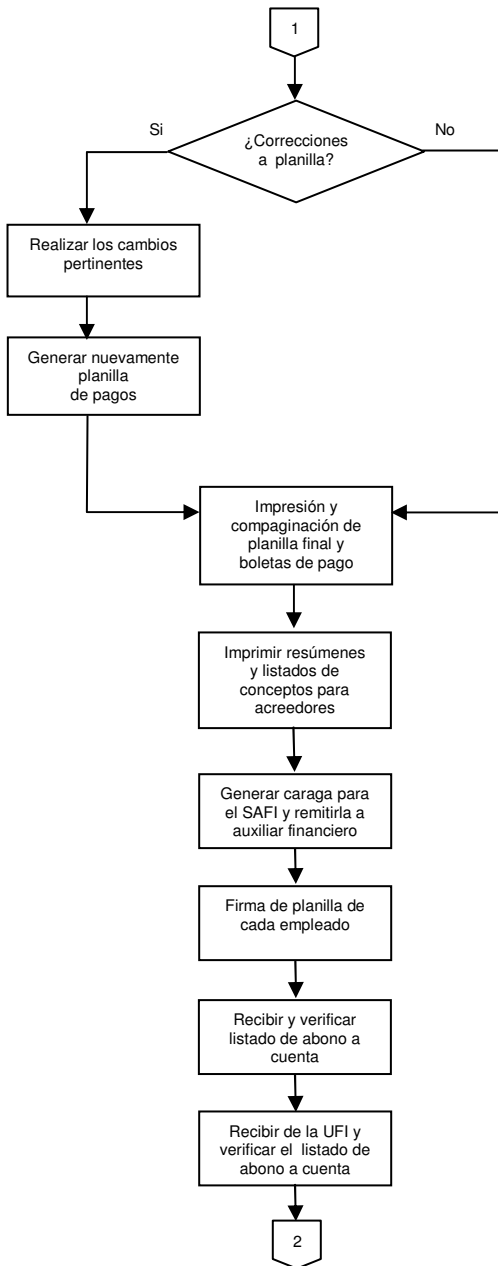 1
Si
¿Correcciones
a planilla?
No
Realizar los cambios
pertinentes
Generar nuevamente
planilla
de pagos
Impresión y
compaginación de
planilla final y
boletas de pago
Imprimir resúmenes
y listados de
conceptos para
acreedores
Generar caraga para
el SAFI y remitirla a
auxiliar financiero
Firma de planilla de
cada empleado
Recibir y verificar
listado de abono a
cuenta
Recibir de la UFI y
verificar el listado de
abono a cuenta
2